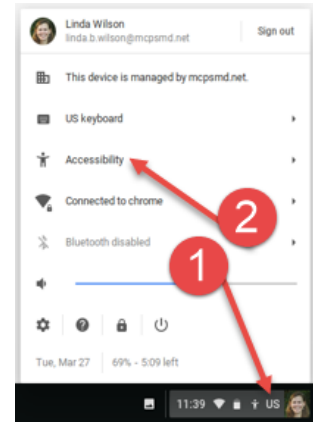 Linda Wilson
linda.b.wilson@mcpsmd.net
Sign out
This device is managed by mcpsmd.net.
US keyboard
Accessibility
Connected to chrome
2
Bluetooth disabled
1
Tue, Mar 27 69% - 5:09 left
11:39 US